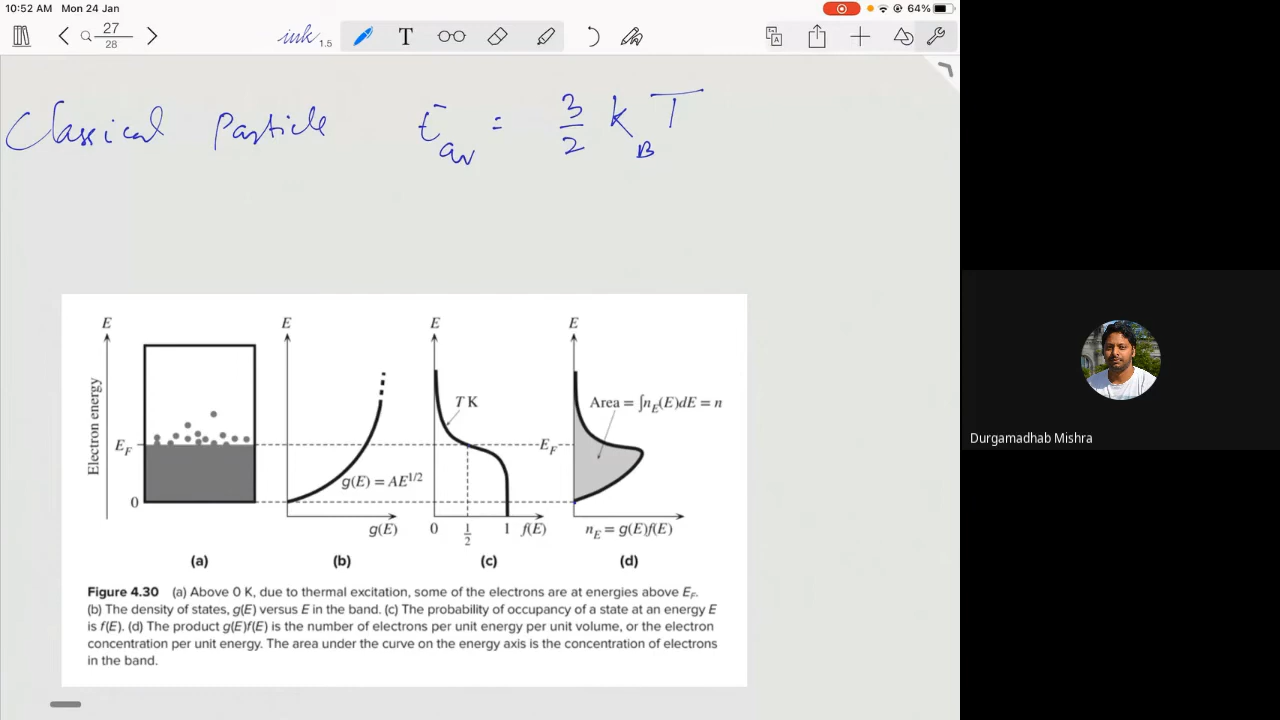 10:52 AM Mon 24 Jan
64%
27
28
ink 1.5
T
Classical Particle E_av = 3/2 k_B T
E
E
E
E
Electron energy
E_F
0
g(E) = AE^1/2
g(E)
T K
0 1/2 1 f(E)
E_F
Area = ∫n_E(E)dE = n
n_E = g(E)f(E)
(a) (b) (c) (d)
Figure 4.30 (a) Above 0 K, due to thermal excitation, some of the electrons are at energies above E_F.
(b) The density of states, g(E) versus E in the band. (c) The probability of occupancy of a state at an energy E
is f(E). (d) The product g(E)f(E) is the number of electrons per unit energy per unit volume, or the electron
concentration per unit energy. The area under the curve on the energy axis is the concentration of electrons
in the band.
Durgamadhab Mishra